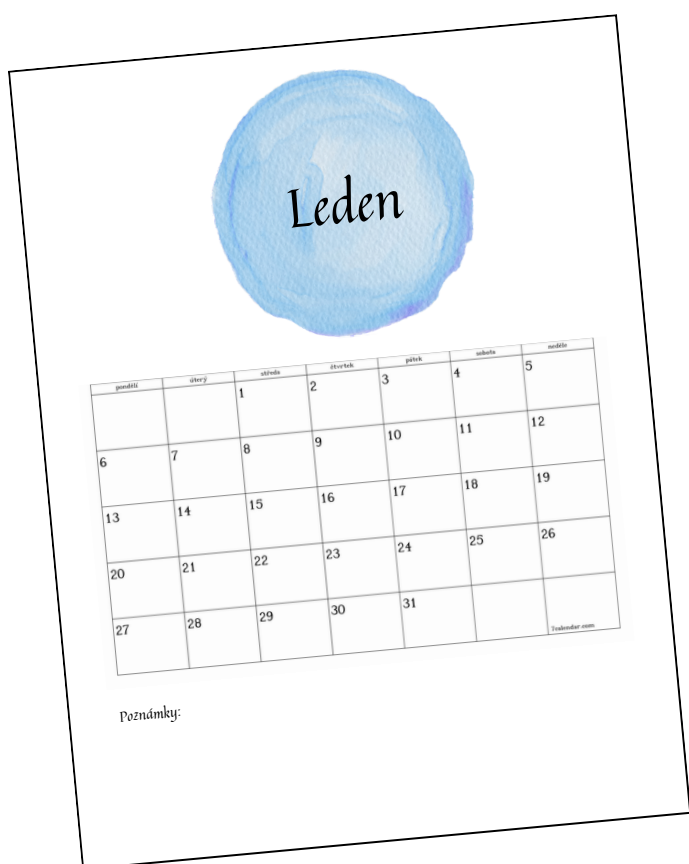 Leden
pondělí úterý středa čtvrtek pátek sobota neděle
1 2 3 4 5
6 7 8 9 10 11 12
13 14 15 16 17 18 19
20 21 22 23 24 25 26
27 28 29 30 31
7calendar.com
Poznámky: